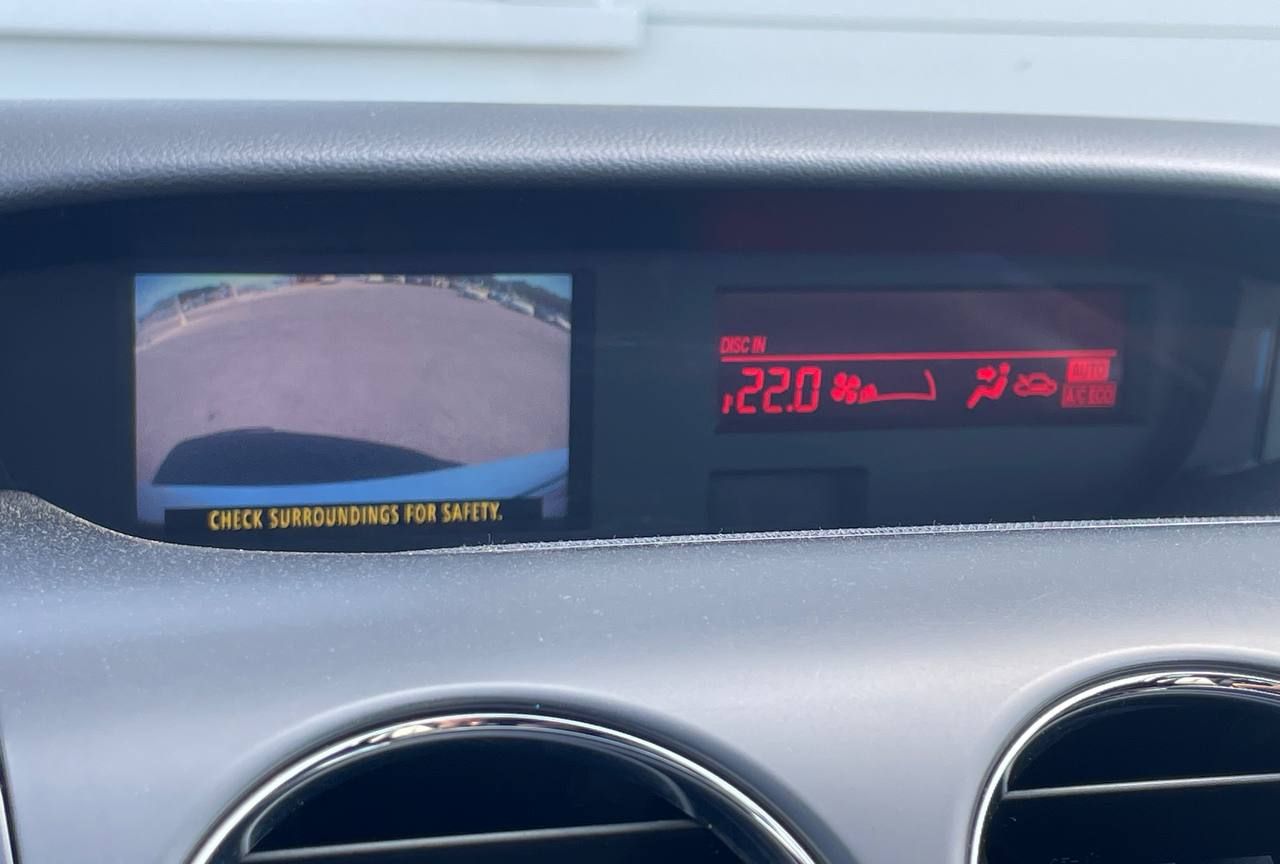 CHECK SURROUNDINGS FOR SAFETY.
DISC IN
22.0
AUTO
A/C ECO